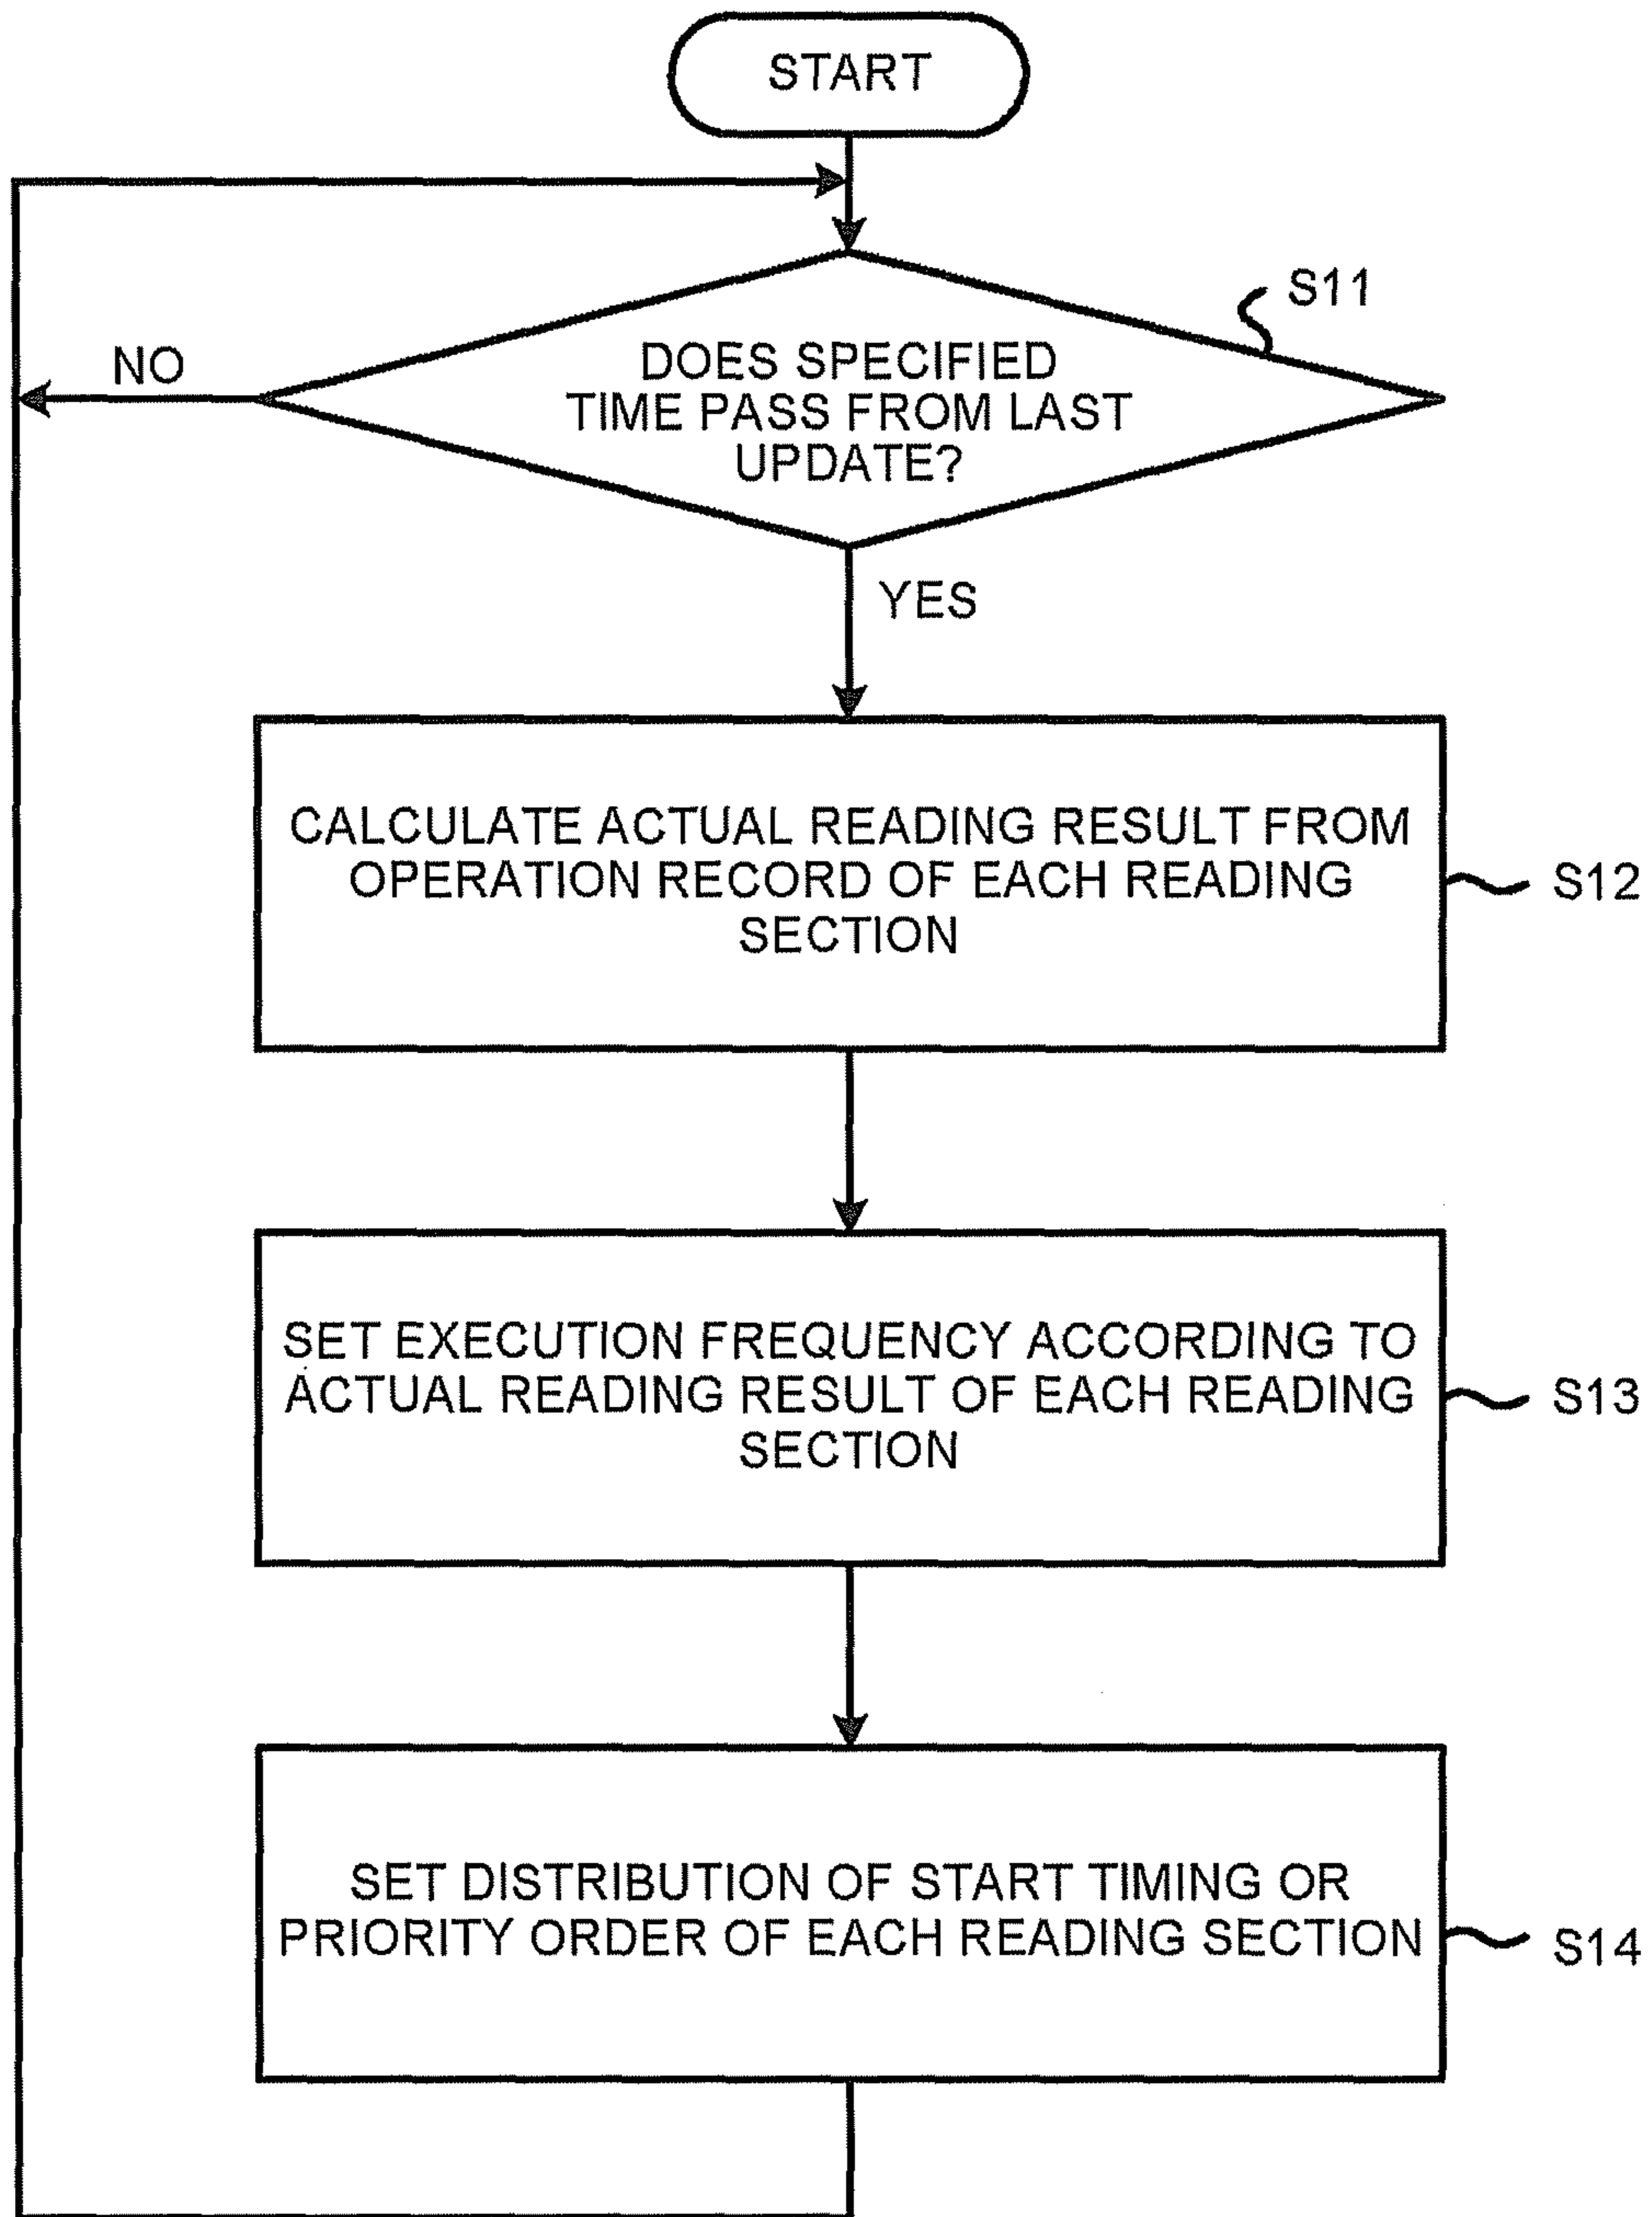 START
S11
DOES SPECIFIED
TIME PASS FROM LAST
UPDATE?
NO
YES
CALCULATE ACTUAL READING RESULT FROM
OPERATION RECORD OF EACH READING
SECTION
S12
SET EXECUTION FREQUENCY ACCORDING TO
ACTUAL READING RESULT OF EACH READING
SECTION
S13
SET DISTRIBUTION OF START TIMING OR
PRIORITY ORDER OF EACH READING SECTION
S14